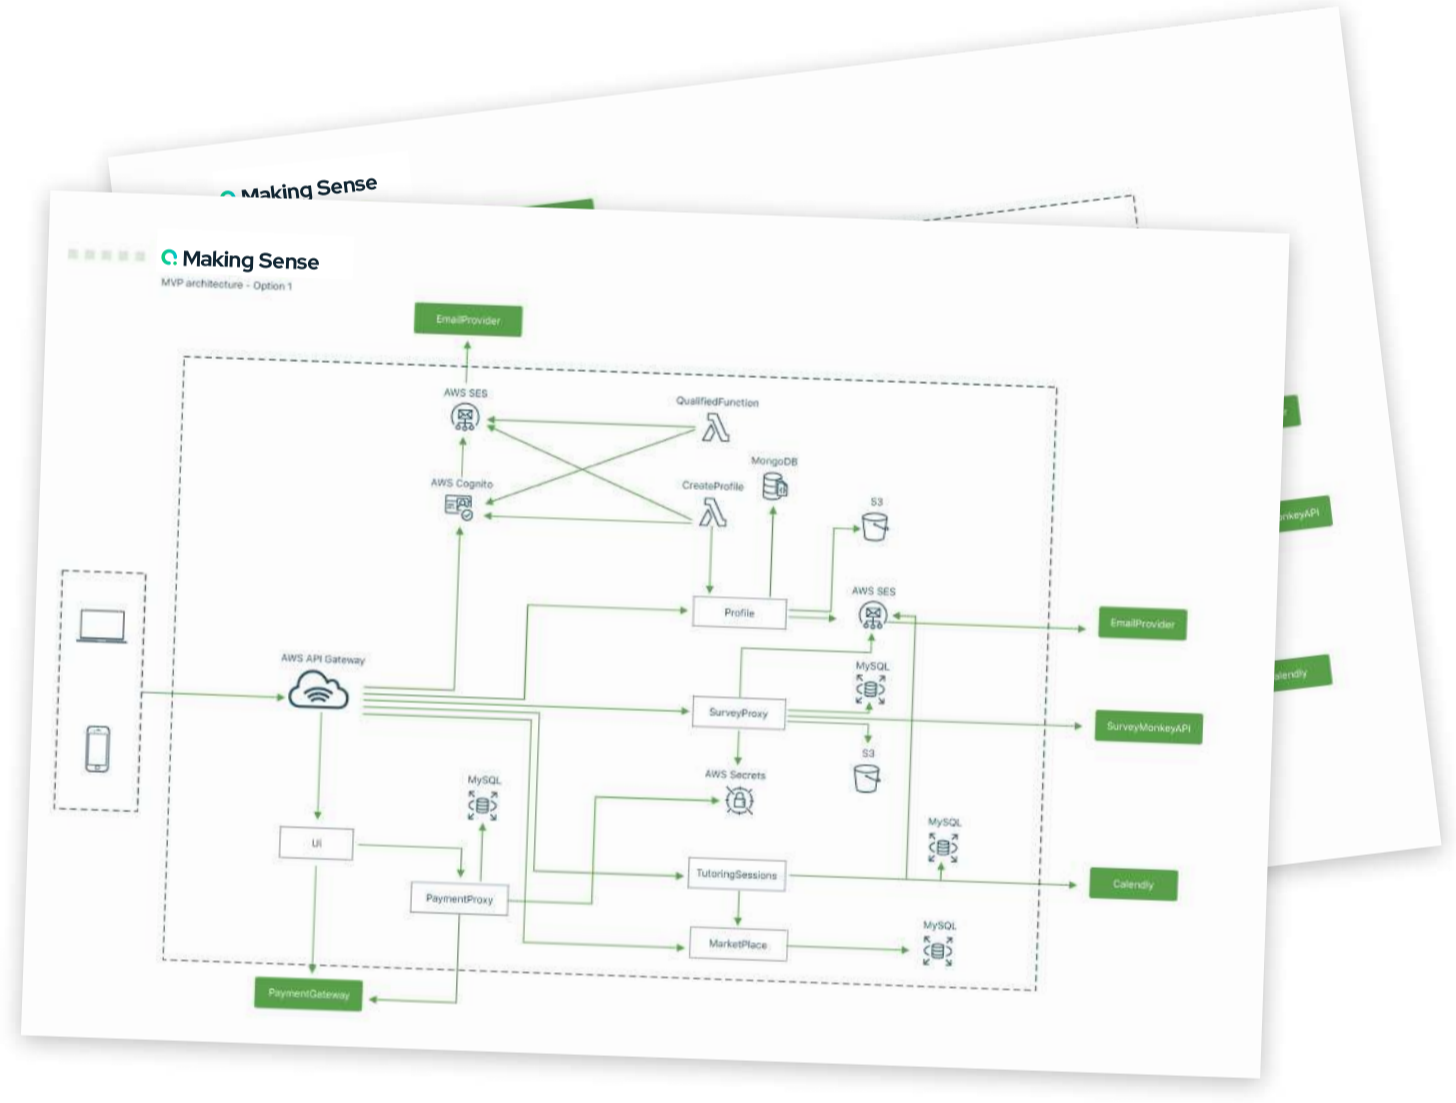 Making Sense
Making Sense
MVP architecture - Option 1
EmailProvider
AWS SES
QualifiedFunction
MongoDB
AWS Cognito
CreateProfile
S3
AWS SES
Profile
EmailProvider
AWS API Gateway
MySQL
SurveyProxy
SurveyMonkeyAPI
S3
AWS Secrets
MySQL
MySQL
UI
TutoringSessions
Calendly
PaymentProxy
MySQL
MarketPlace
PaymentGateway